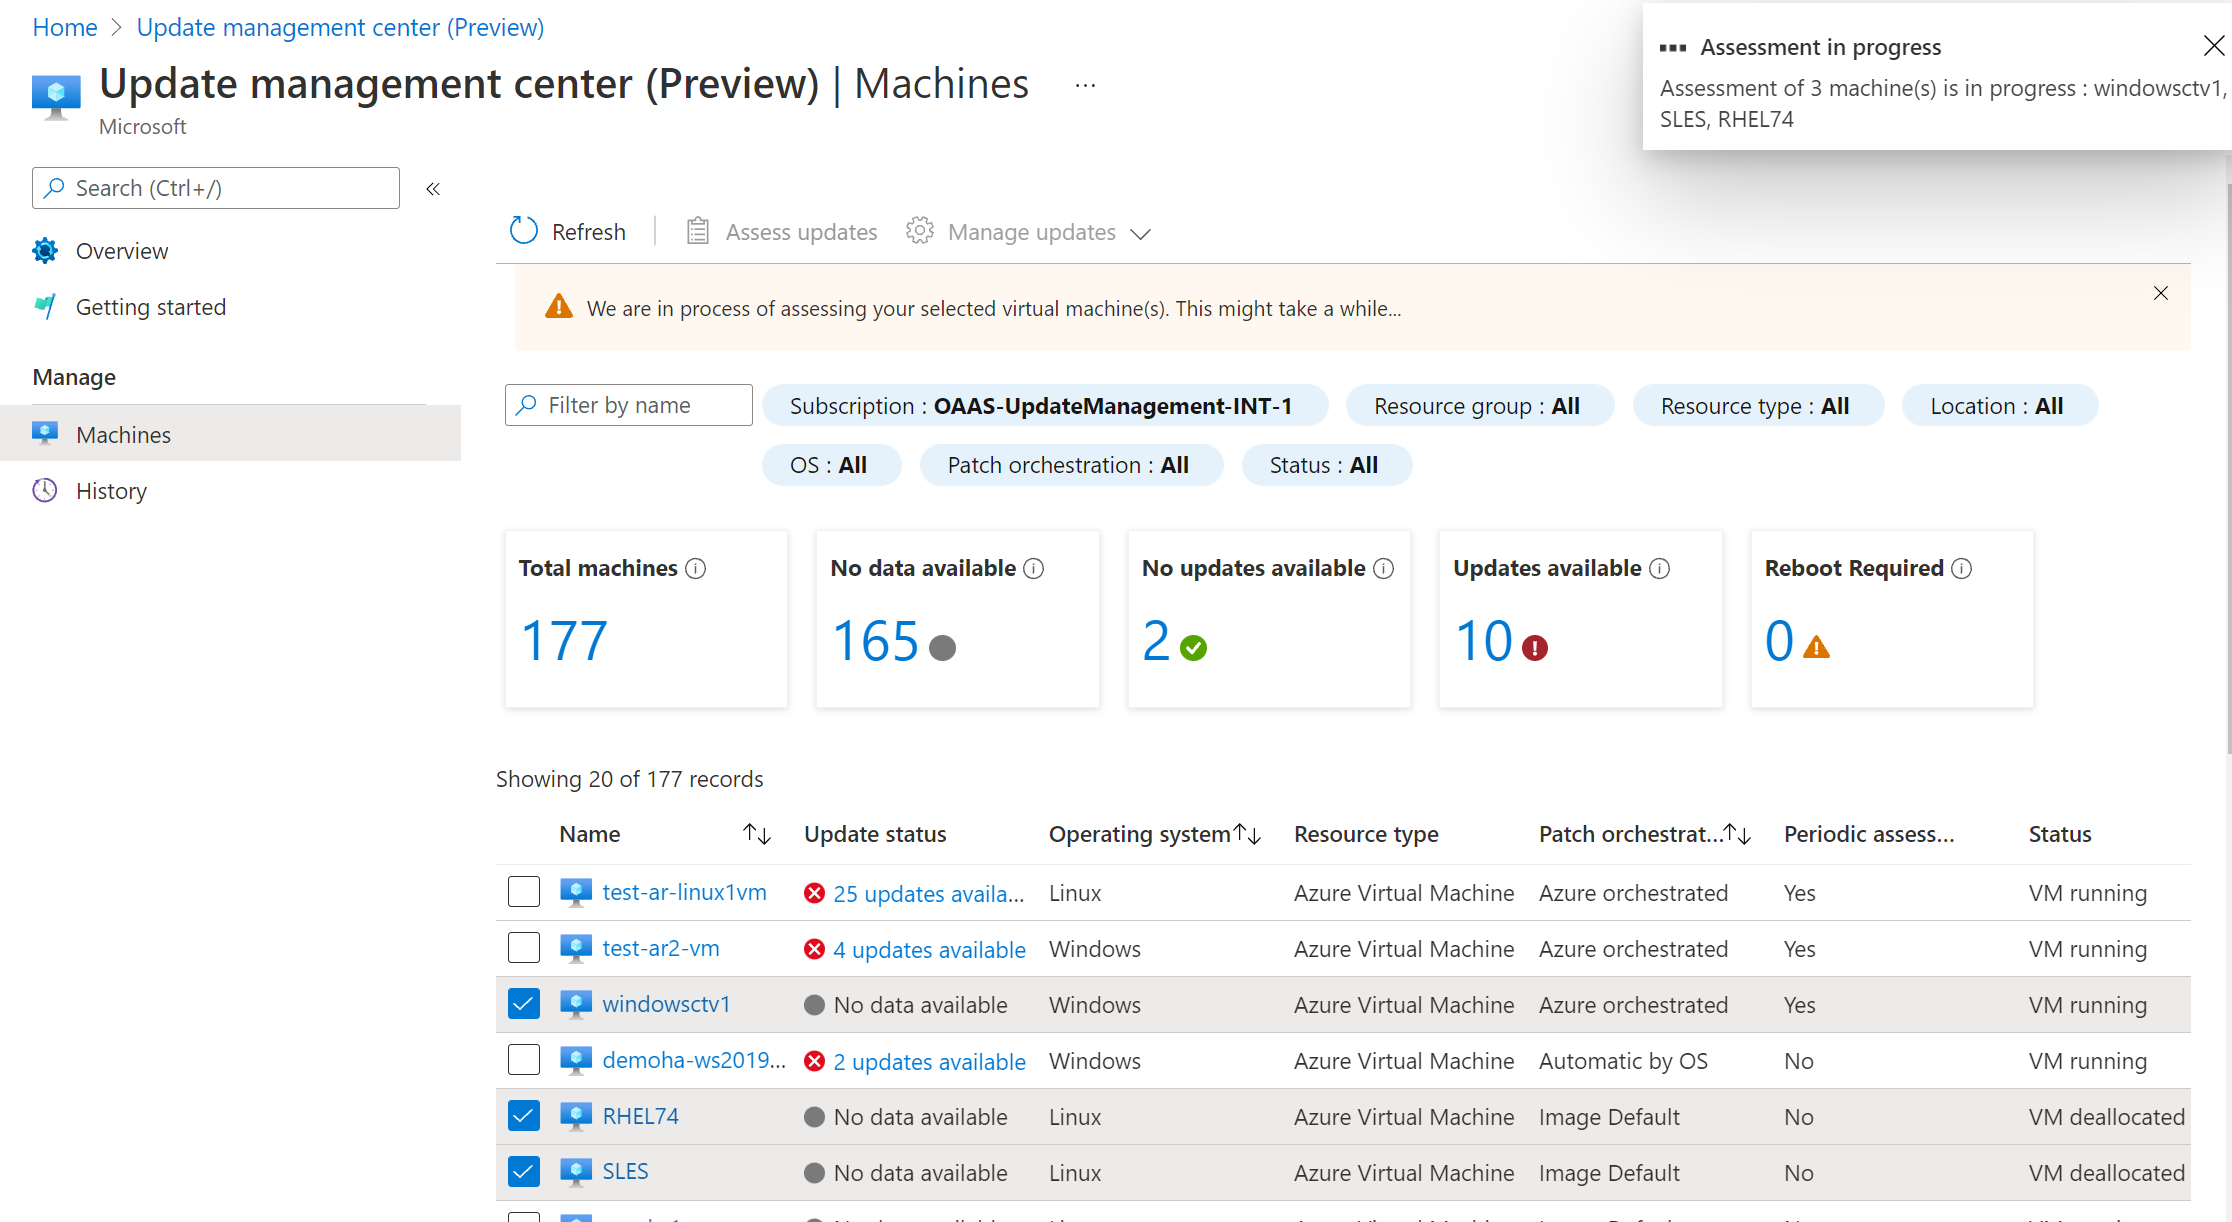 Home > Update management center (Preview)
Update management center (Preview) | Machines ...
Microsoft
Assessment in progress
Assessment of 3 machine(s) is in progress : windowsctv1,
SLES, RHEL74
Search (Ctrl+/)
«
Overview
Getting started
Manage
Machines
History
Refresh | Assess updates Manage updates
We are in process of assessing your selected virtual machine(s). This might take a while...
Filter by name Subscription : OAAS-UpdateManagement-INT-1 Resource group : All Resource type : All Location : All
OS : All Patch orchestration : All Status : All
Total machines No data available No updates available Updates available Reboot Required
177 165 2 10 0
Showing 20 of 177 records
Name Update status Operating system Resource type Patch orchestrat... Periodic assess... Status
test-ar-linux1vm 25 updates availa... Linux Azure Virtual Machine Azure orchestrated Yes VM running
test-ar2-vm 4 updates available Windows Azure Virtual Machine Azure orchestrated Yes VM running
windowsctv1 No data available Windows Azure Virtual Machine Azure orchestrated Yes VM running
demoha-ws2019... 2 updates available Windows Azure Virtual Machine Automatic by OS No VM running
RHEL74 No data available Linux Azure Virtual Machine Image Default No VM deallocated
SLES No data available Linux Azure Virtual Machine Image Default No VM deallocated